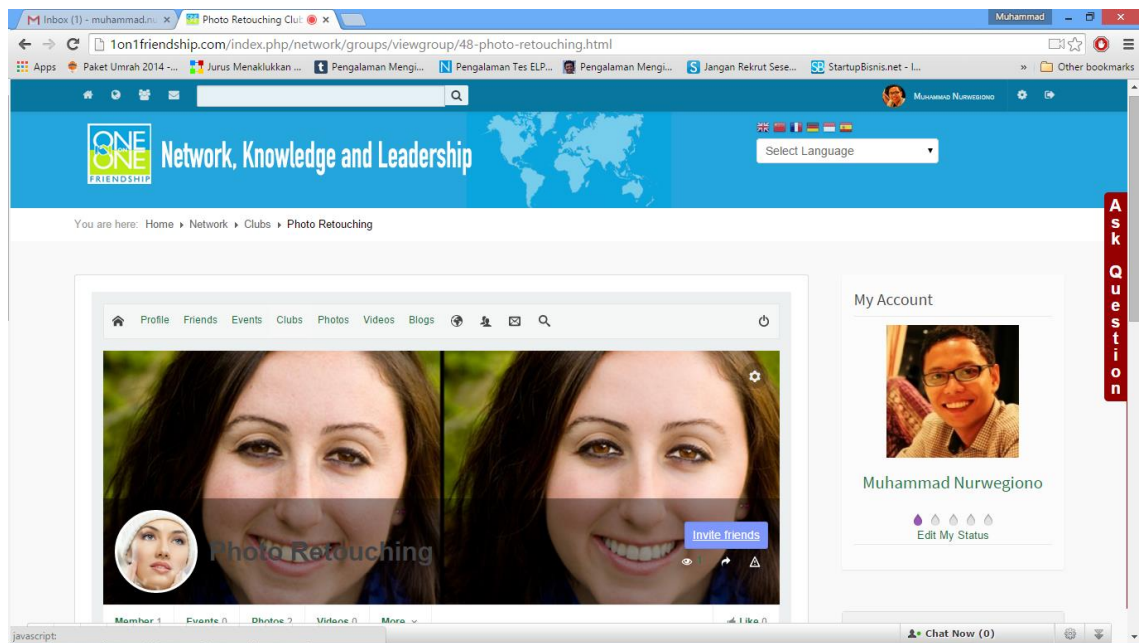 Inbox (1) - muhammad.nu
Photo Retouching Club
Muhammad
1on1friendship.com/index.php/network/groups/viewgroup/48-photo-retouching.html
Apps
Paket Umrah 2014 -...
Jurus Menaklukkan ...
Pengalaman Mengi...
Pengalaman Tes ELP...
Pengalaman Mengi...
Jangan Rekrut Sese...
StartupBisnis.net - I...
»
Other bookmarks
Muhammad Nurwegiono
ONE
ON
ONE
FRIENDSHIP
Network, Knowledge and Leadership
Select Language
You are here: Home Network Clubs Photo Retouching
Ask Question
My Account
Profile Friends Events Clubs Photos Videos Blogs
Muhammad Nurwegiono
Edit My Status
Photo Retouching
Invite friends
Member 1 Events 0 Photos 2 Videos 0 More Like 0
javascript:
Chat Now (0)